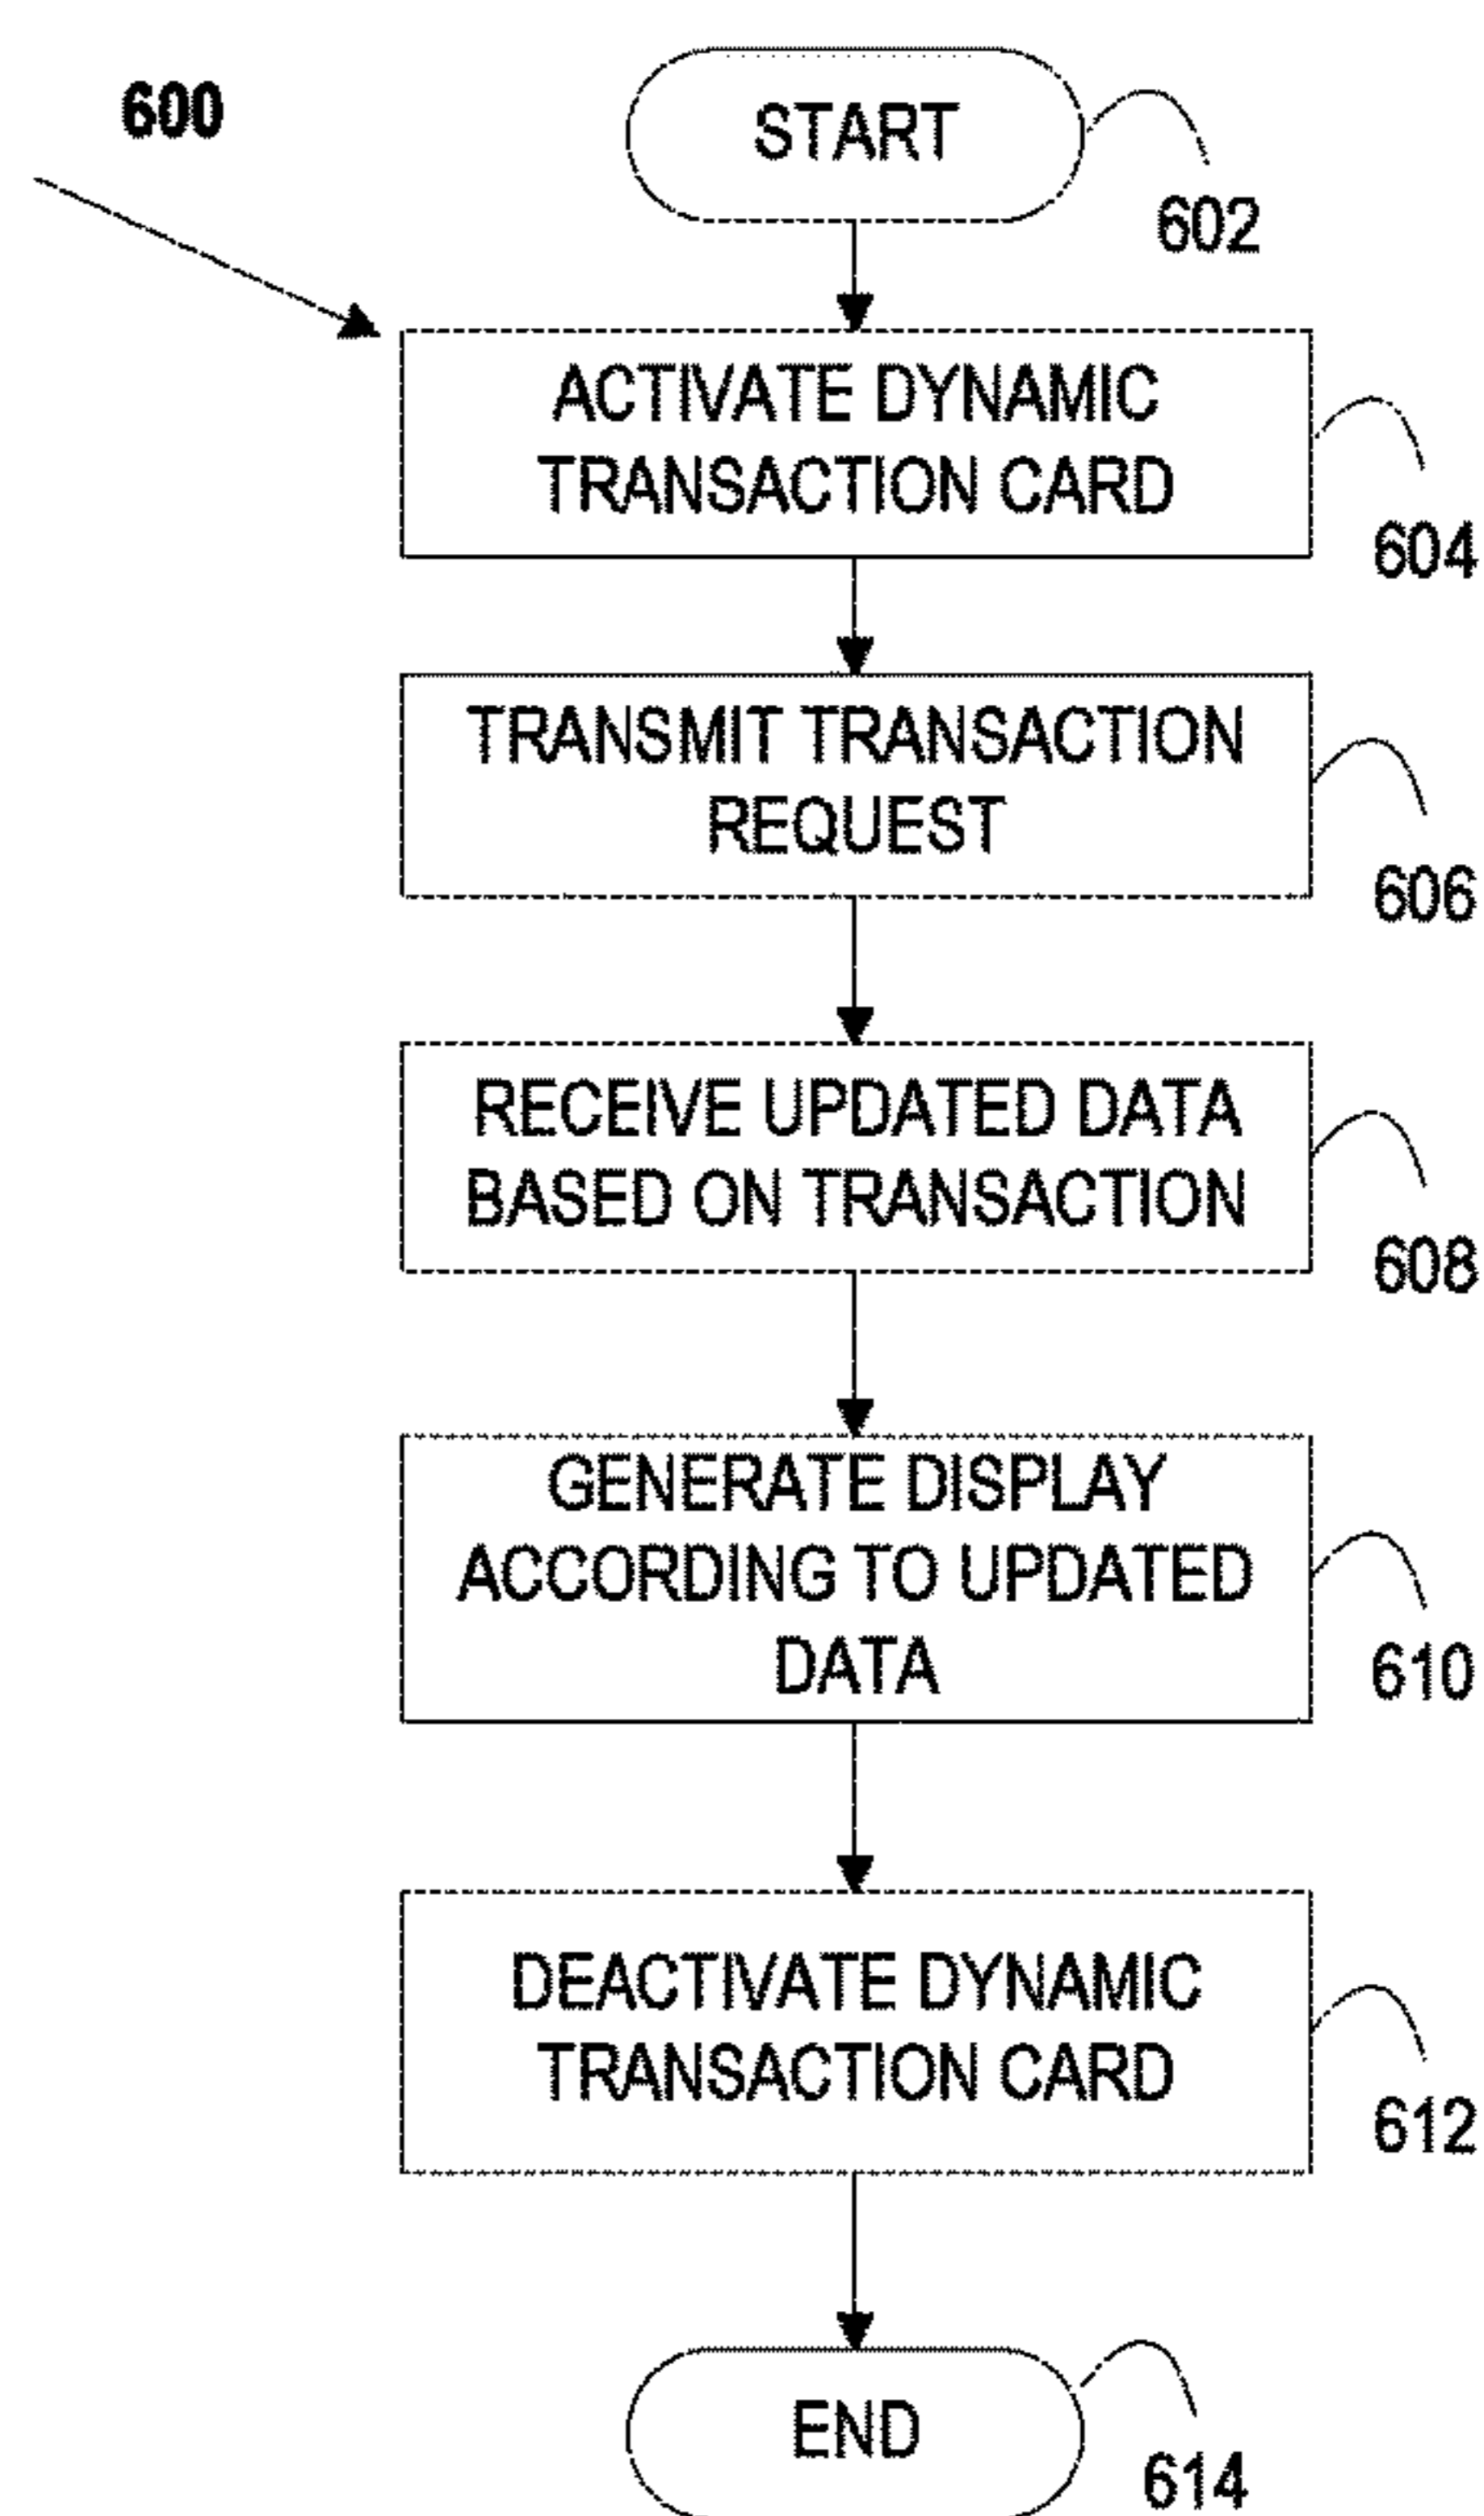 600
START
602
ACTIVATE DYNAMIC
TRANSACTION CARD
604
TRANSMIT TRANSACTION
REQUEST
606
RECEIVE UPDATED DATA
BASED ON TRANSACTION
608
GENERATE DISPLAY
ACCORDING TO UPDATED
DATA
610
DEACTIVATE DYNAMIC
TRANSACTION CARD
612
END
614